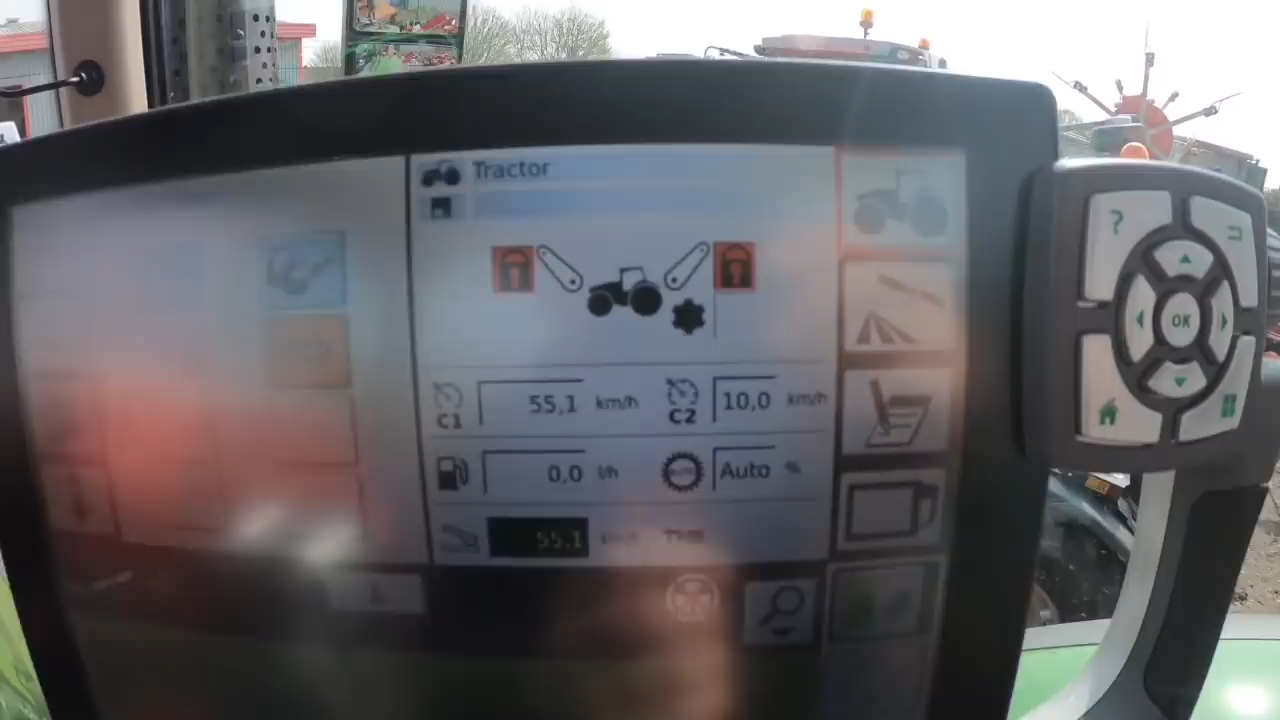 Tractor
C1 55,1 km/h C2 10,0 km/h
0,0 l/h Auto %
55.1
?
OK